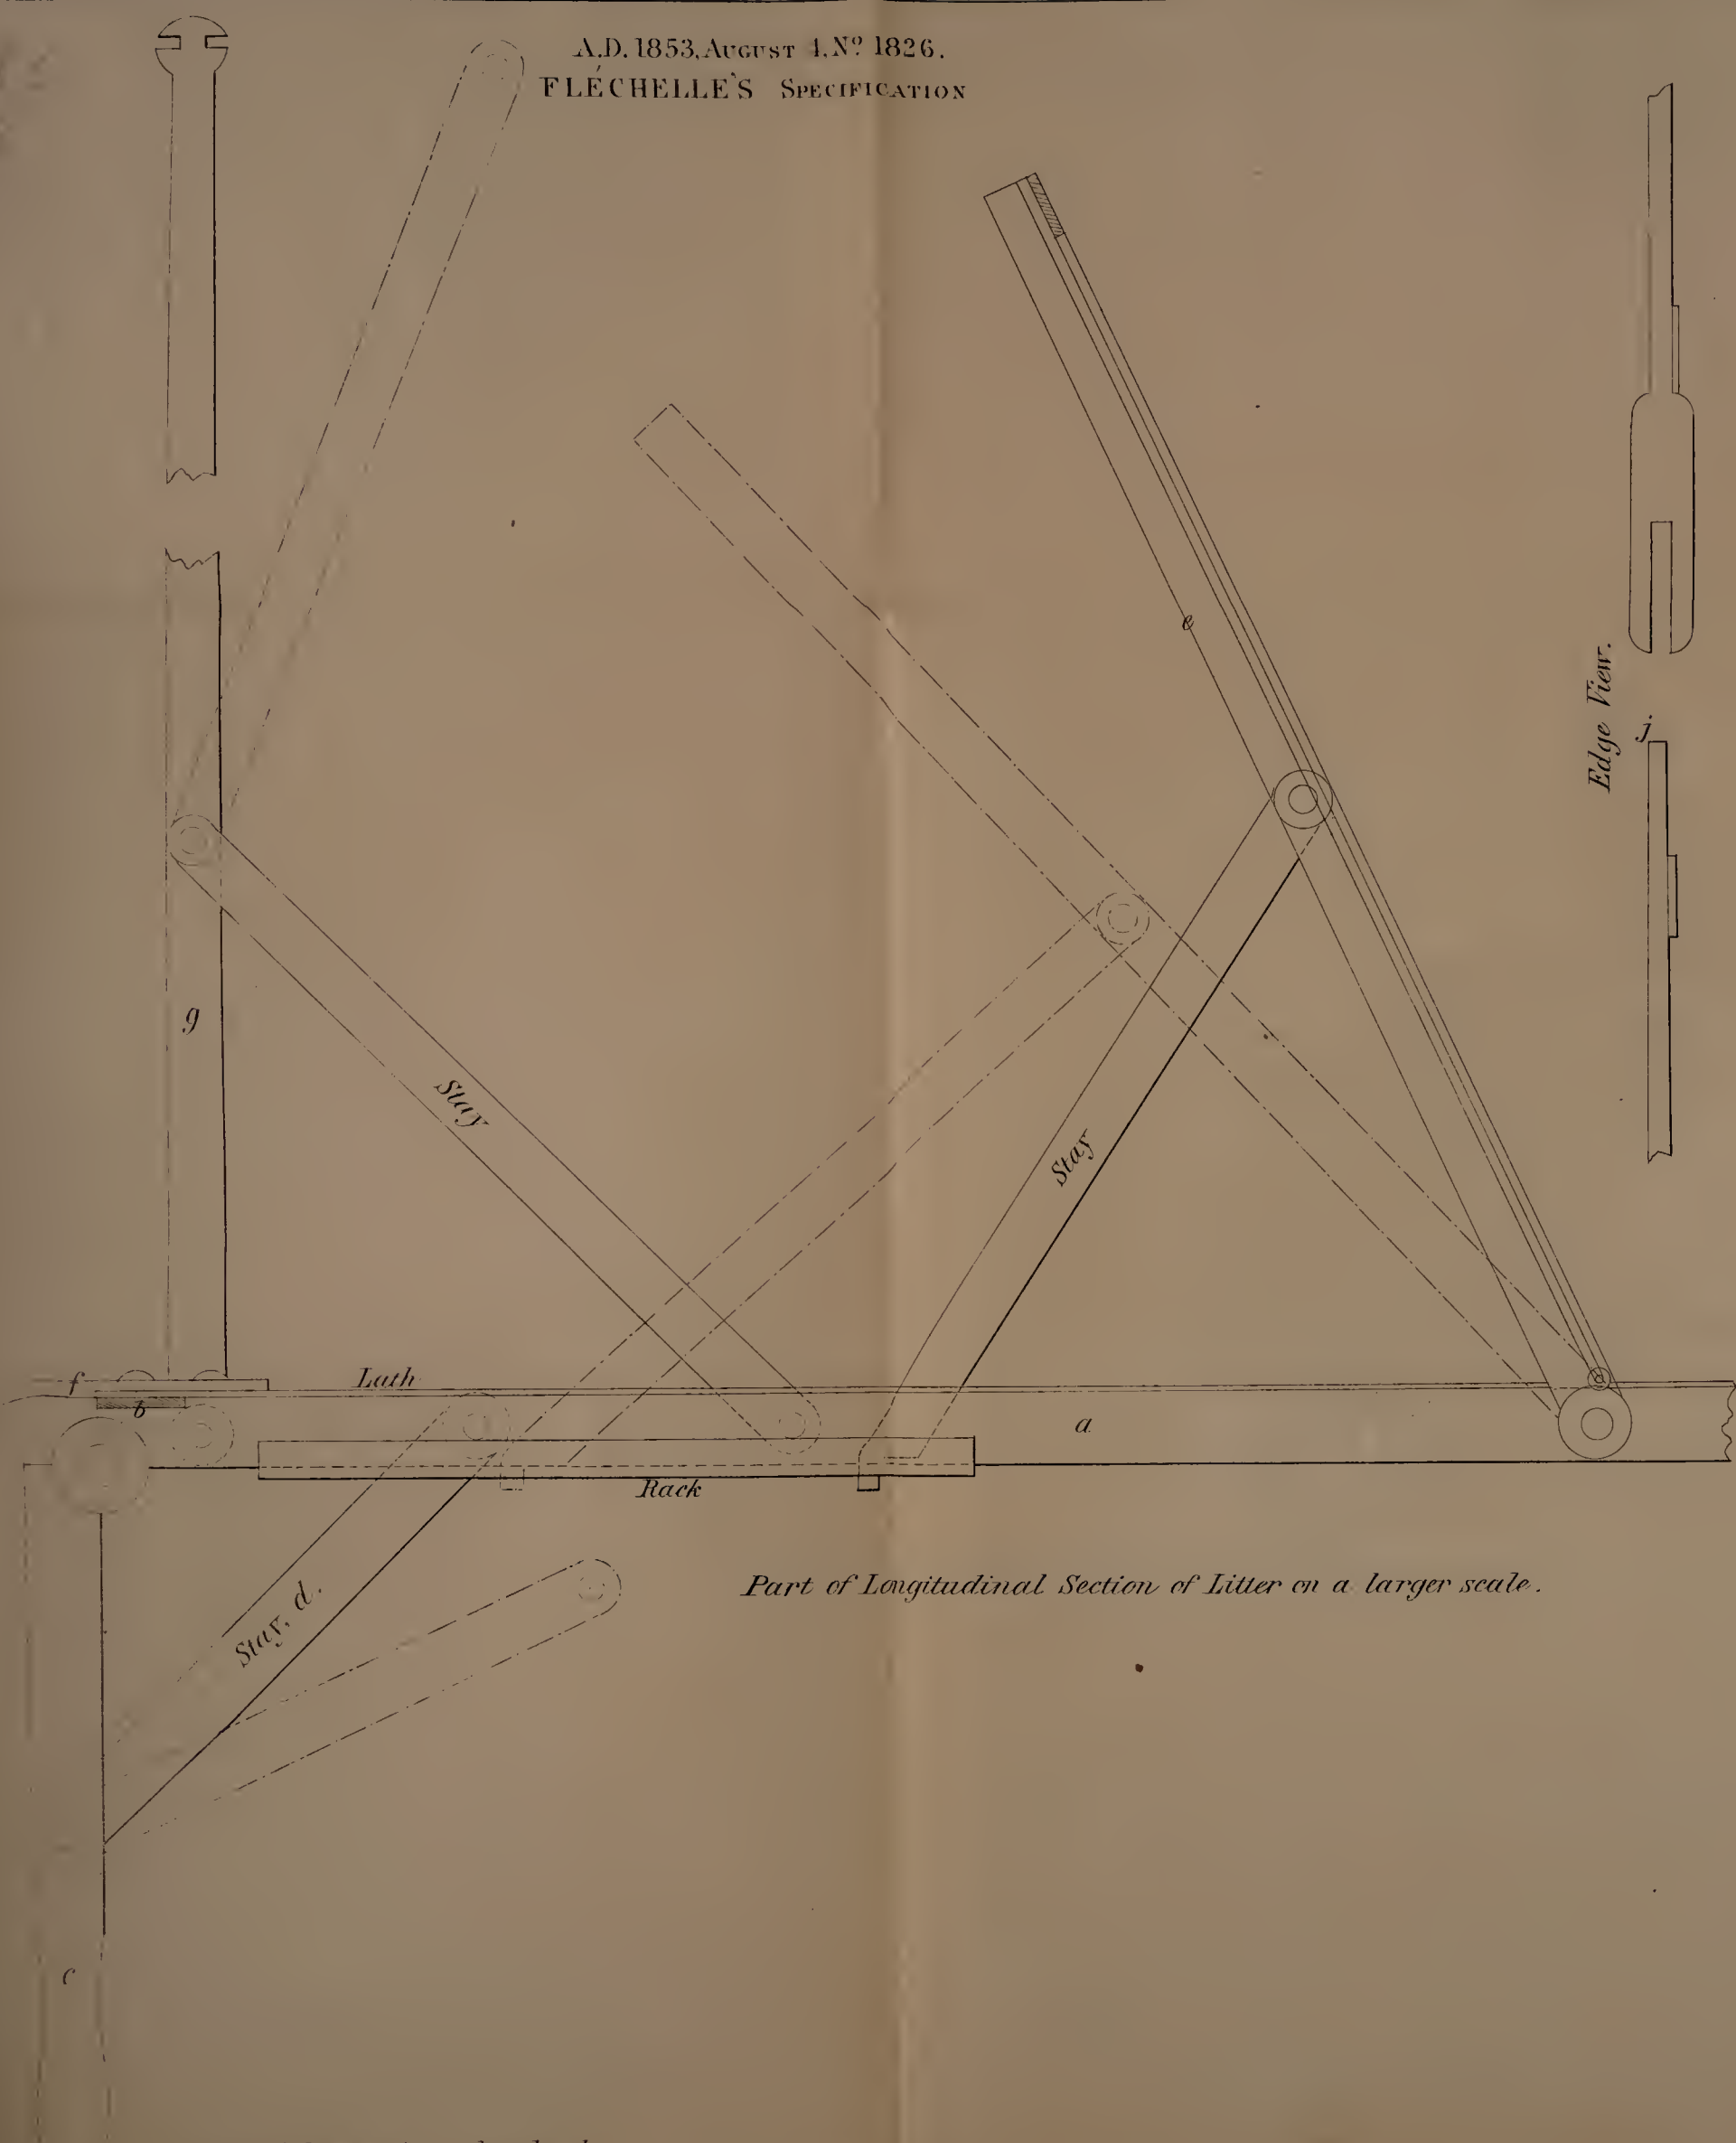 A.D. 1853, August 4, Nº 1826.
FLÉCHELLE'S SPECIFICATION
e
Edge View.
j
g
Stay
Stay
f
Lath
b
a
Rack
Part of Longitudinal Section of Litter on a larger scale.
Stay, d.
c